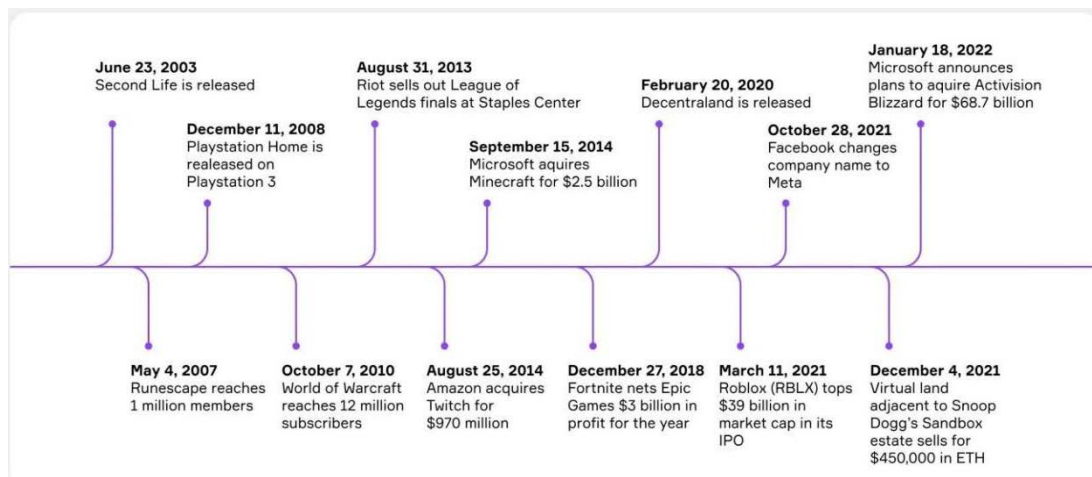 June 23, 2003
Second Life is released
December 11, 2008
Playstation Home is
realeased on
Playstation 3
August 31, 2013
Riot sells out League of
Legends finals at Staples Center
September 15, 2014
Microsoft aquires
Minecraft for $2.5 billion
February 20, 2020
Decentraland is released
October 28, 2021
Facebook changes
company name to
Meta
January 18, 2022
Microsoft announces
plans to aquire Activision
Blizzard for $68.7 billion
May 4, 2007
Runescape reaches
1 million members
October 7, 2010
World of Warcraft
reaches 12 million
subscribers
August 25, 2014
Amazon acquires
Twitch for
$970 million
December 27, 2018
Fortnite nets Epic
Games $3 billion in
profit for the year
March 11, 2021
Roblox (RBLX) tops
$39 billion in
market cap in its
IPO
December 4, 2021
Virtual land
adjacent to Snoop
Dogg's Sandbox
estate sells for
$450,000 in ETH